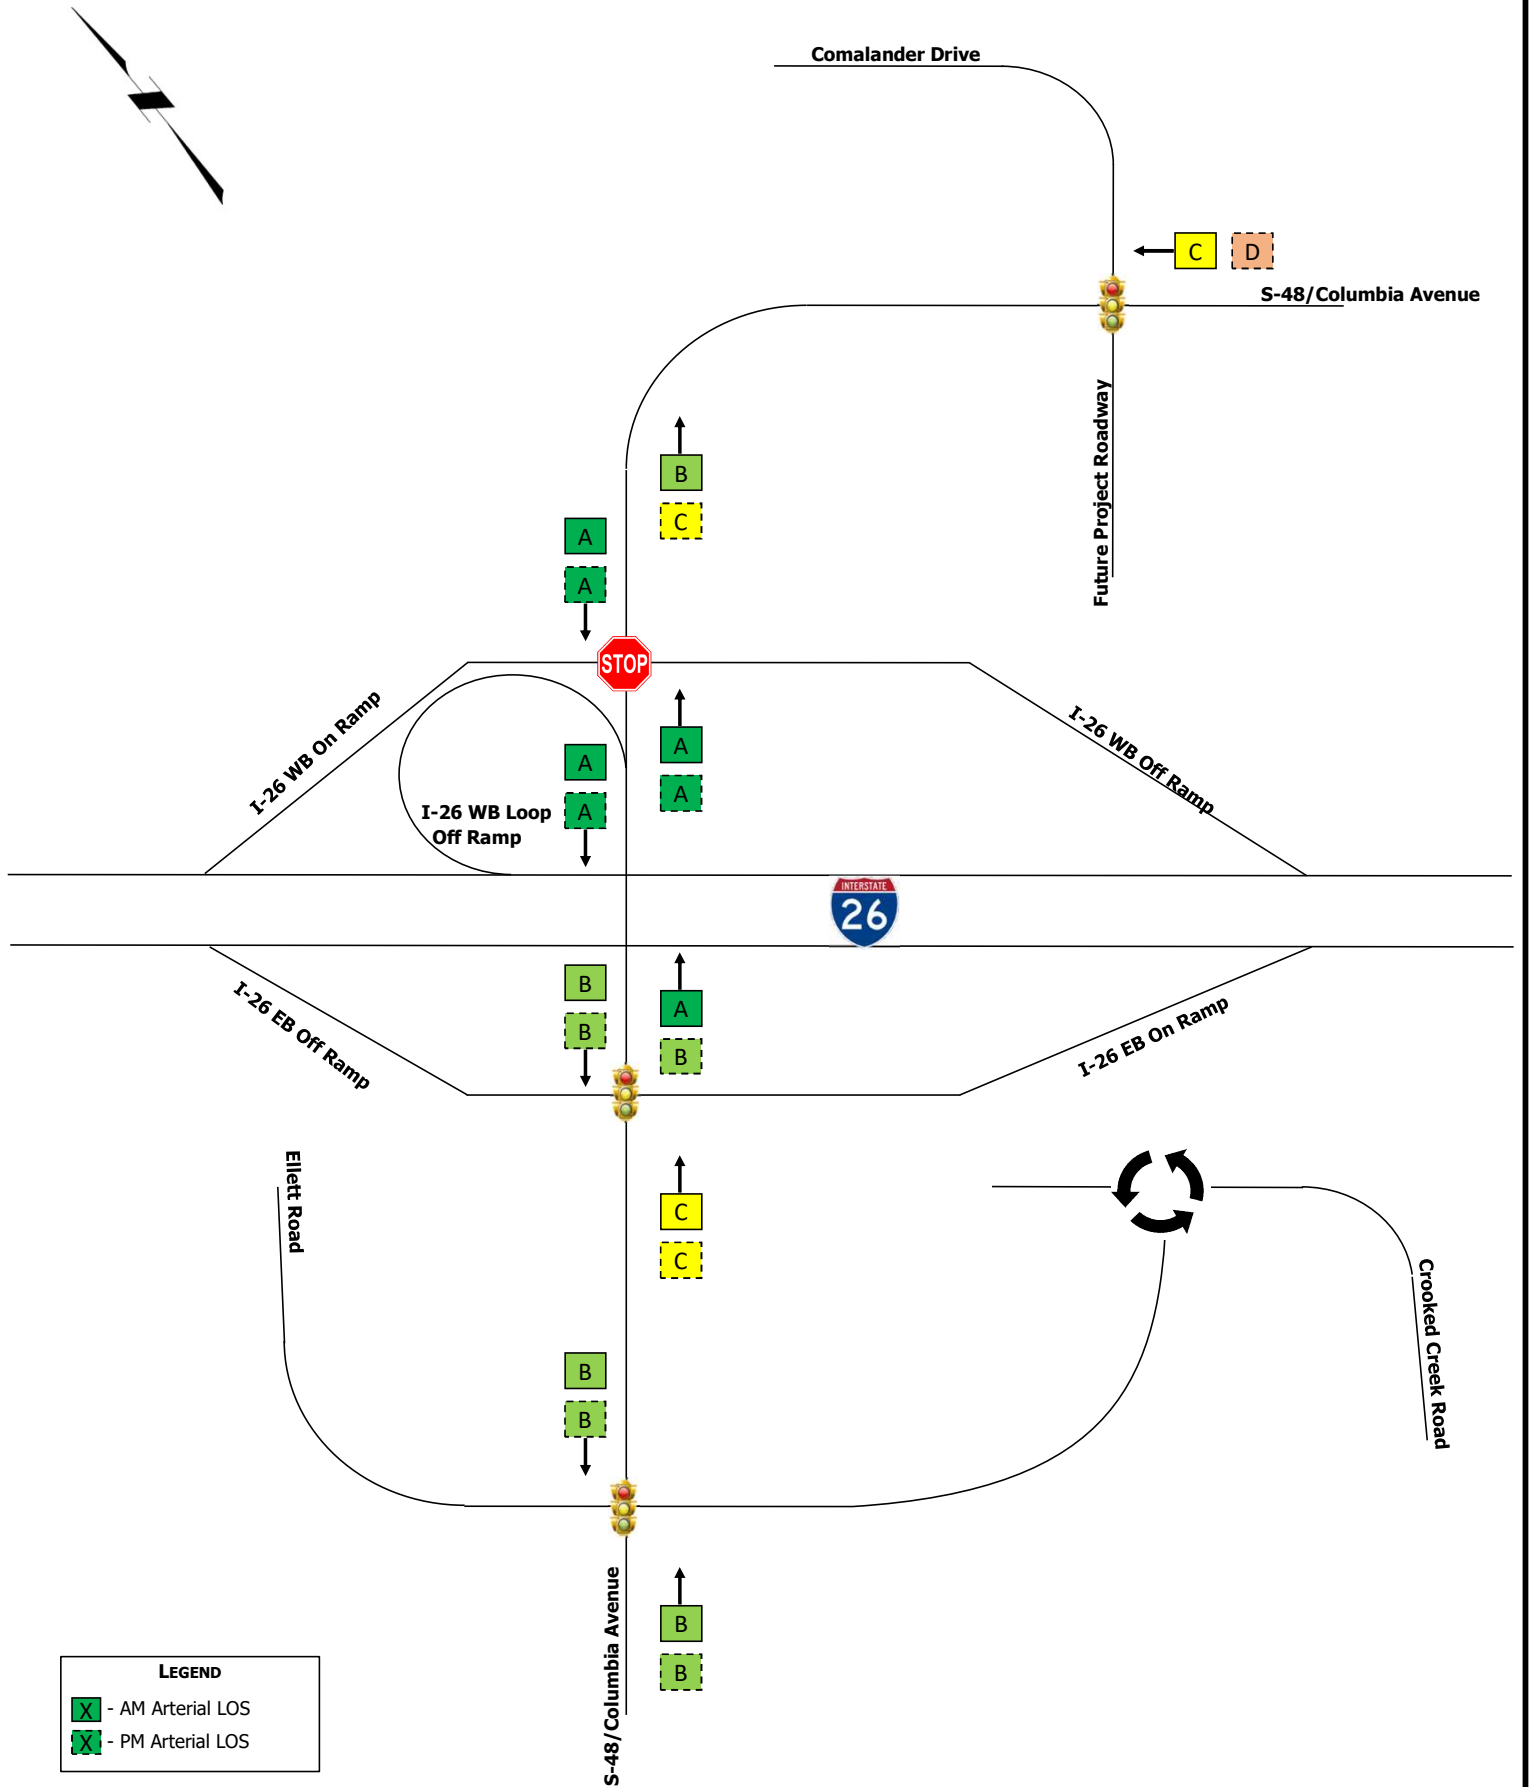 Comalander Drive
C D
S-48/Columbia Avenue
Future Project Roadway
B
C
A
A
STOP
I-26 WB On Ramp
I-26 WB Off Ramp
A
A
A
A
I-26 WB Loop
Off Ramp
INTERSTATE
26
B
B
A
B
I-26 EB Off Ramp
I-26 EB On Ramp
Ellett Road
C
C
Crooked Creek Road
B
B
S-48/Columbia Avenue
B
B
LEGEND
X - AM Arterial LOS
X - PM Arterial LOS